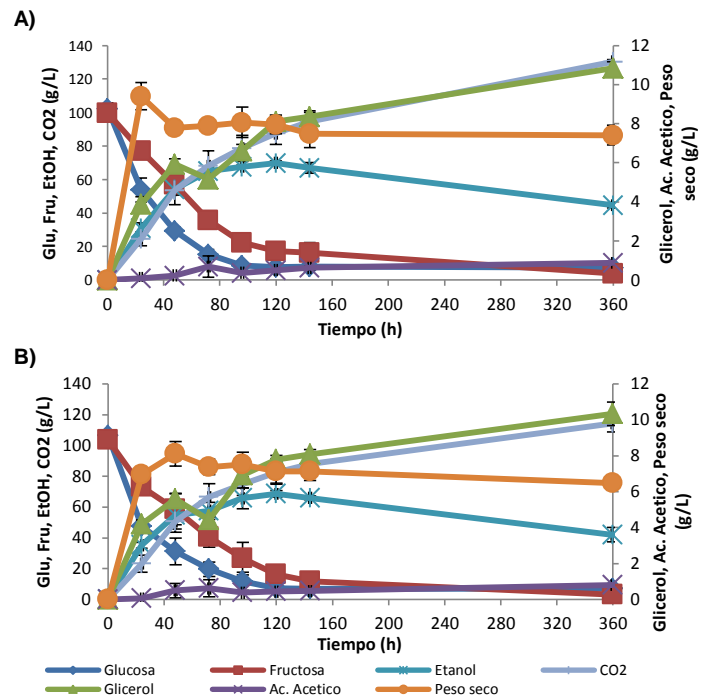 A)
Glu, Fru, EtOH, CO2 (g/L)
140
120
100
80
60
40
20
0
12
10
8
6
4
2
0
Glicerol, Ac. Acetico, Peso
seco (g/L)
0 40 80 120 160 200 240 280 320 360
Tiempo (h)
B)
Glu, Fru, EtOH, CO2 (g/L)
140
120
100
80
60
40
20
0
12
10
8
6
4
2
0
Glicerol, Ac. Acetico, Peso seco
(g/L)
0 40 80 120 160 200 240 280 320 360
Tiempo (h)
Glucosa Fructosa Etanol CO2
Glicerol Ac. Acetico Peso seco